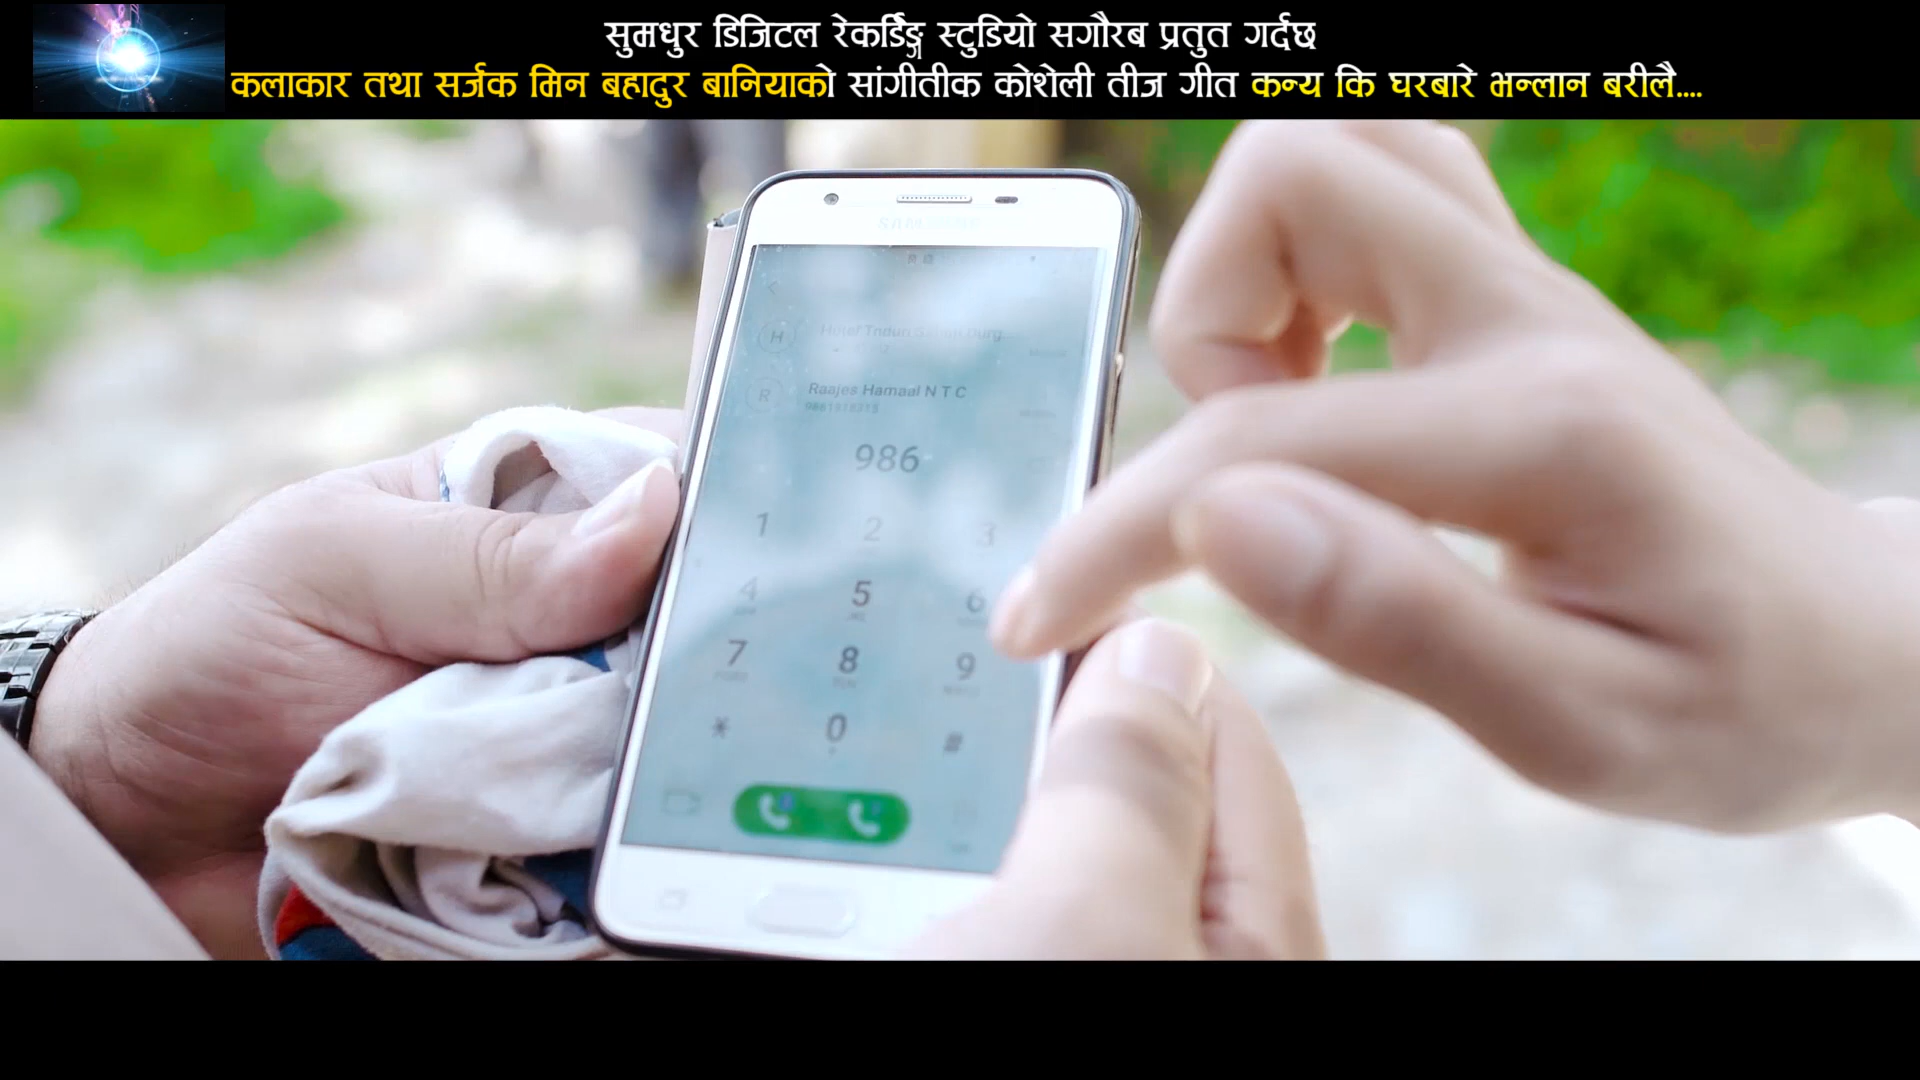 सुमधुर डिजिटल रेकर्डिङ्ग स्टुडियो सगौरब प्रतुत गर्दछ
कलाकार तथा सर्जक मिन बहादुर बानियाको सांगीतीक कोशेली तीज गीत कन्य कि घरबारे भन्लान बरीलै....
SAMSUNG
H
R Raajes Hamaal N T C
986
1 2 3
4 5 6
7 8 9
* 0 #